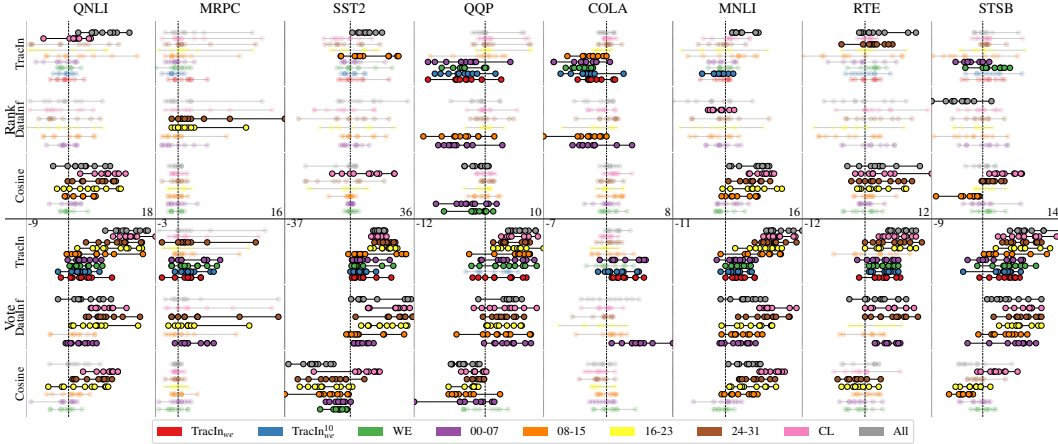 QNLI MRPC SST2 QQP COLA MNLI RTE STSB
Rank
TracIn
DataInf
Cosine
-9 18 -3 16 -37 36 -12 10 -7 8 -11 16 -12 12 -9 14
Vote
TracIn
DataInf
Cosine
TracIn_we TracIn_we^10 WE 00-07 08-15 16-23 24-31 CL All